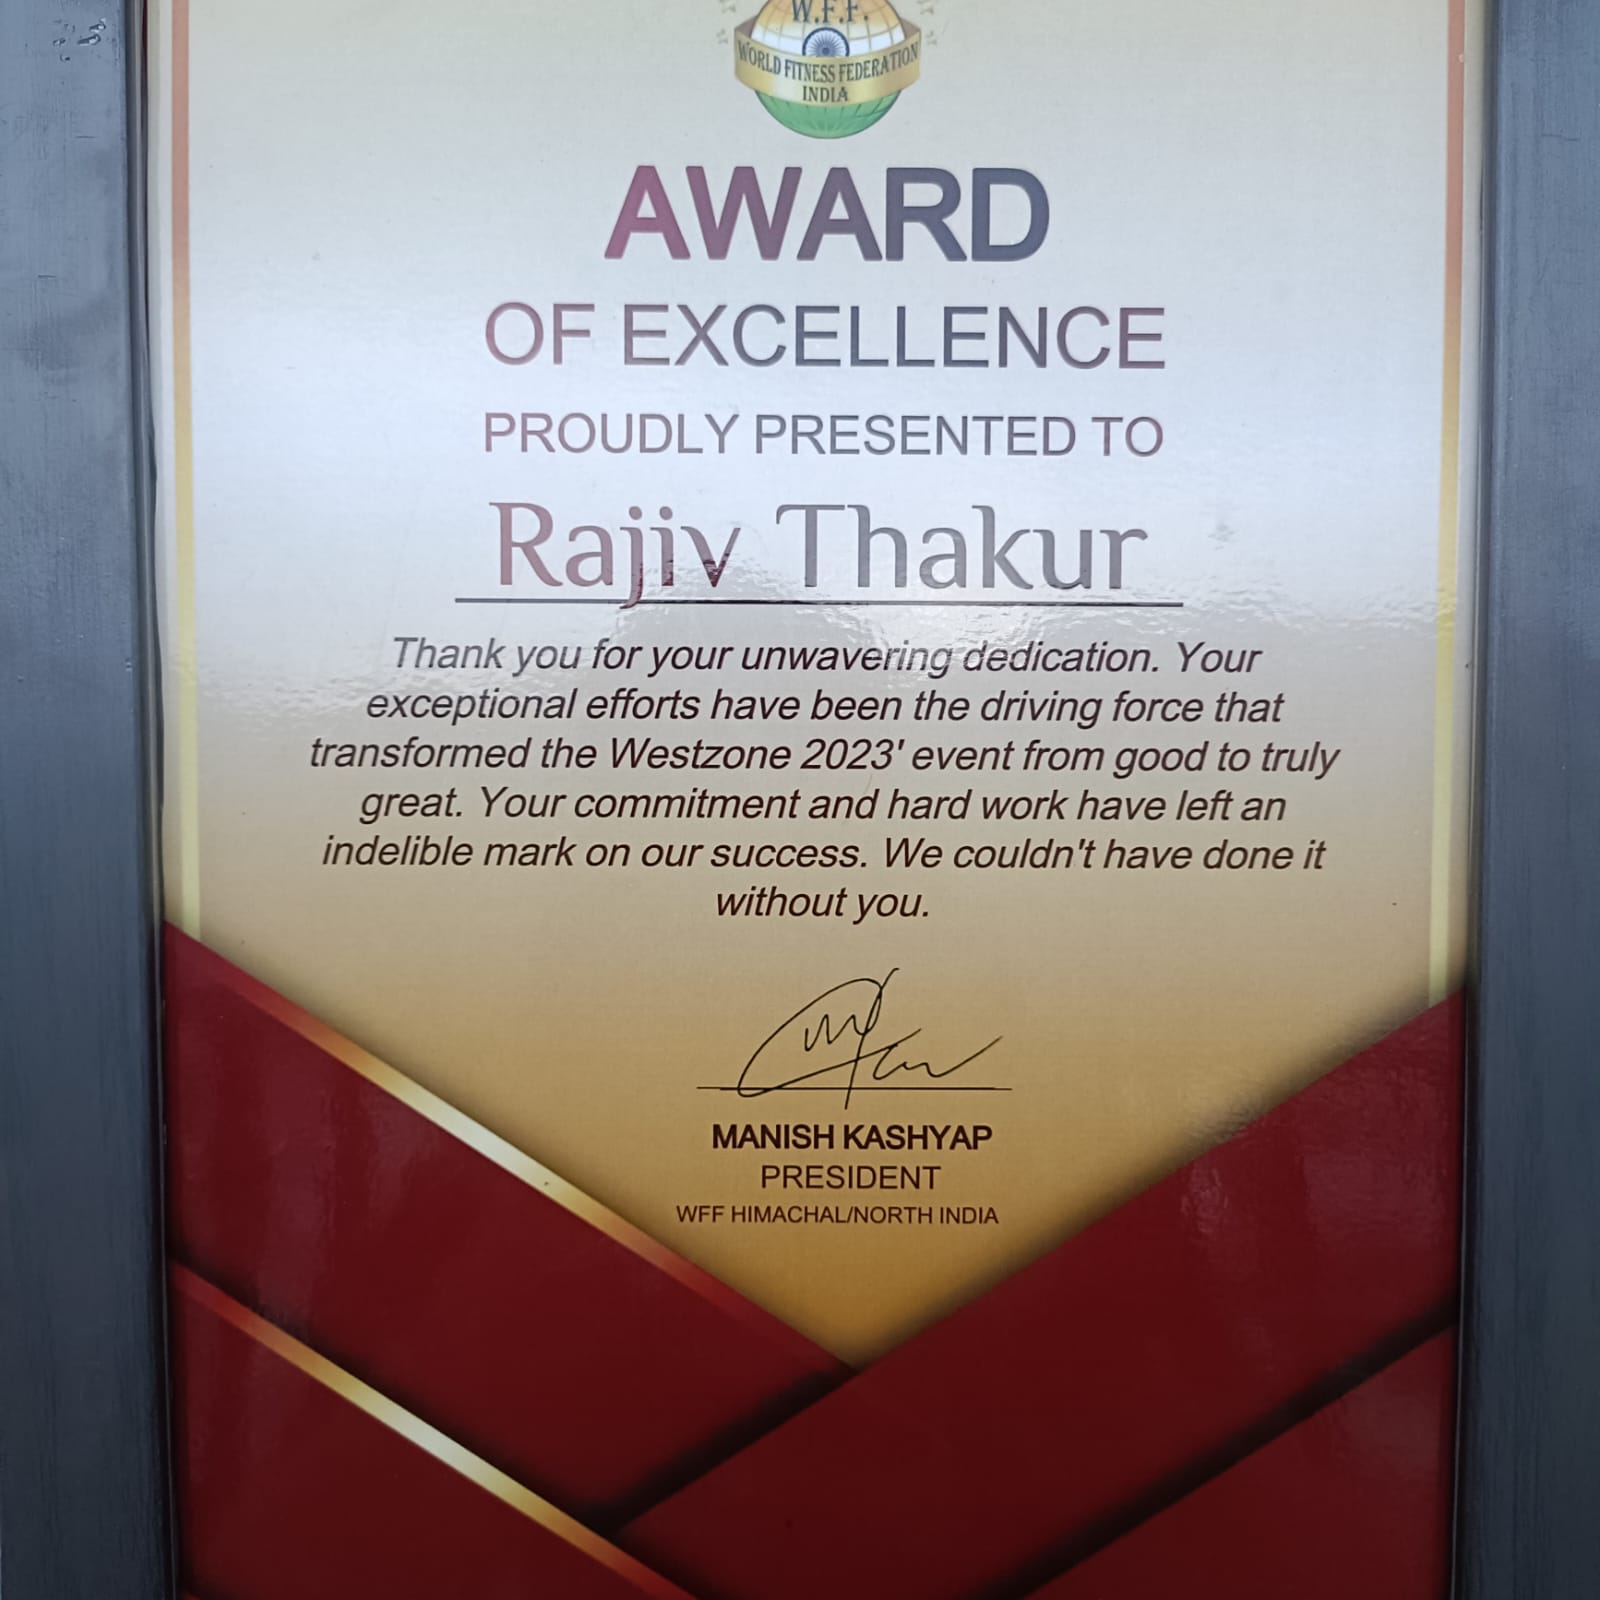 W.F.F.
WORLD FITNESS FEDERATION
INDIA
AWARD
OF EXCELLENCE
PROUDLY PRESENTED TO
Rajiv Thakur
Thank you for your unwavering dedication. Your
exceptional efforts have been the driving force that
transformed the Westzone 2023' event from good to truly
great. Your commitment and hard work have left an
indelible mark on our success. We couldn't have done it
without you.
MANISH KASHYAP
PRESIDENT
WFF HIMACHAL/NORTH INDIA